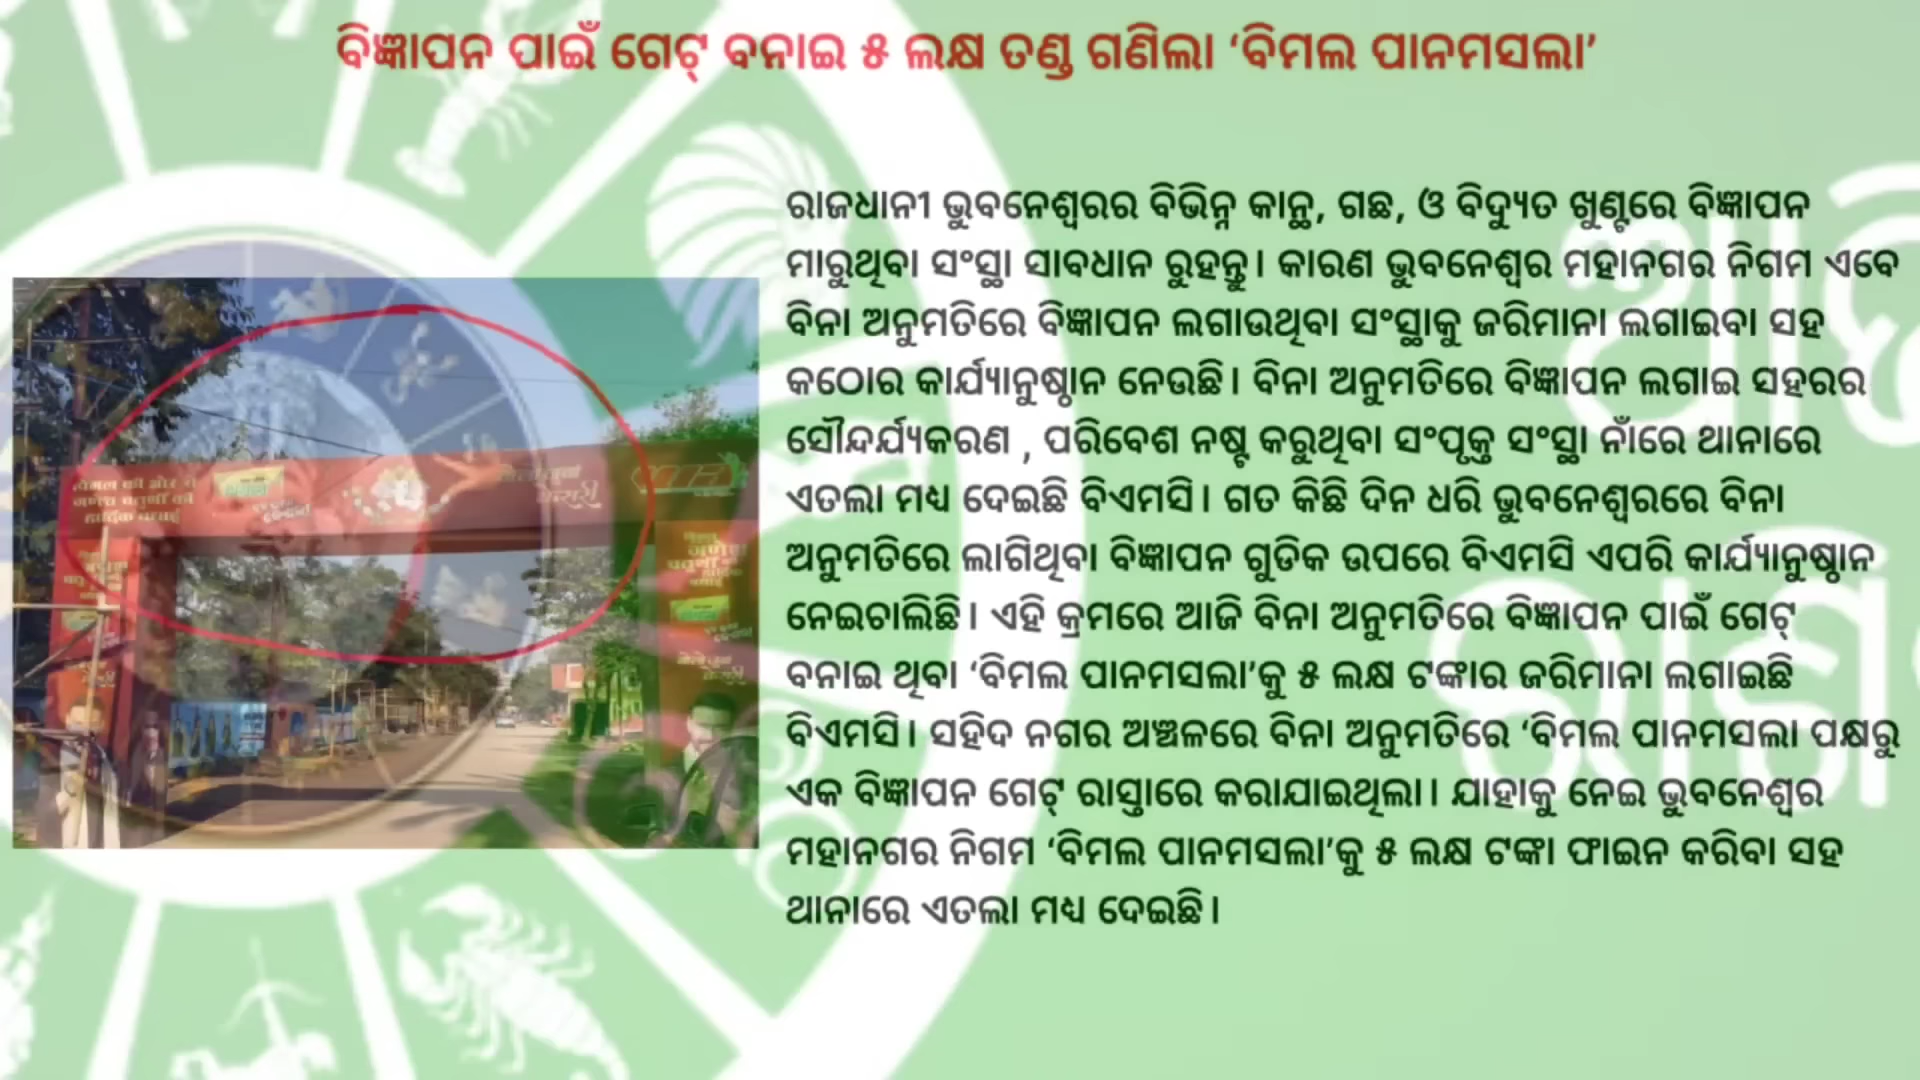 ବିଜ୍ଞାପନ ପାଇଁ ଗେଟ୍ ବନାଇ ୫ ଲକ୍ଷ ଦଣ୍ଡ ଗଣିଲା ‘ବିମଲ ପାନମସଲା’
ରାଜଧାନୀ ଭୁବନେଶ୍ୱରର ବିଭିନ୍ନ କାନ୍ଥ, ଗଛ, ଓ ବିଦ୍ୟୁତ ଖୁଣ୍ଟରେ ବିଜ୍ଞାପନ
ମାରୁଥିବା ସଂସ୍ଥା ସାବଧାନ ରୁହନ୍ତୁ। କାରଣ ଭୁବନେଶ୍ୱର ମହାନଗର ନିଗମ ଏବେ
ବିନା ଅନୁମତିରେ ବିଜ୍ଞାପନ ଲଗାଉଥିବା ସଂସ୍ଥାକୁ ଜରିମାନା ଲଗାଇବା ସହ
କଠୋର କାର୍ଯ୍ୟାନୁଷ୍ଠାନ ନେଉଛି। ବିନା ଅନୁମତିରେ ବିଜ୍ଞାପନ ଲଗାଇ ସହରର
ସୌନ୍ଦର୍ଯ୍ୟକରଣ , ପରିବେଶ ନଷ୍ଟ କରୁଥିବା ସଂପୃକ୍ତ ସଂସ୍ଥା ନାଁରେ ଥାନାରେ
ଏତଲା ମଧ୍ୟ ଦେଇଛି ବିଏମସି। ଗତ କିଛି ଦିନ ଧରି ଭୁବନେଶ୍ୱରରେ ବିନା
ଅନୁମତିରେ ଲାଗିଥିବା ବିଜ୍ଞାପନ ଗୁଡିକ ଉପରେ ବିଏମସି ଏପରି କାର୍ଯ୍ୟାନୁଷ୍ଠାନ
ନେଇଚାଲିଛି। ଏହି କ୍ରମରେ ଆଜି ବିନା ଅନୁମତିରେ ବିଜ୍ଞାପନ ପାଇଁ ଗେଟ୍
ବନାଇ ଥିବା ‘ବିମଲ ପାନମସଲା’କୁ ୫ ଲକ୍ଷ ଟଙ୍କାର ଜରିମାନା ଲଗାଇଛି
ବିଏମସି। ସହିଦ ନଗର ଅଞ୍ଚଳରେ ବିନା ଅନୁମତିରେ ‘ବିମଲ ପାନମସଲା ପକ୍ଷରୁ
ଏକ ବିଜ୍ଞାପନ ଗେଟ୍ ରାସ୍ତାରେ କରାଯାଇଥିଲା। ଯାହାକୁ ନେଇ ଭୁବନେଶ୍ୱର
ମହାନଗର ନିଗମ ‘ବିମଲ ପାନମସଲା’କୁ ୫ ଲକ୍ଷ ଟଙ୍କା ଫାଇନ କରିବା ସହ
ଥାନାରେ ଏତଲା ମଧ୍ୟ ଦେଇଛି।